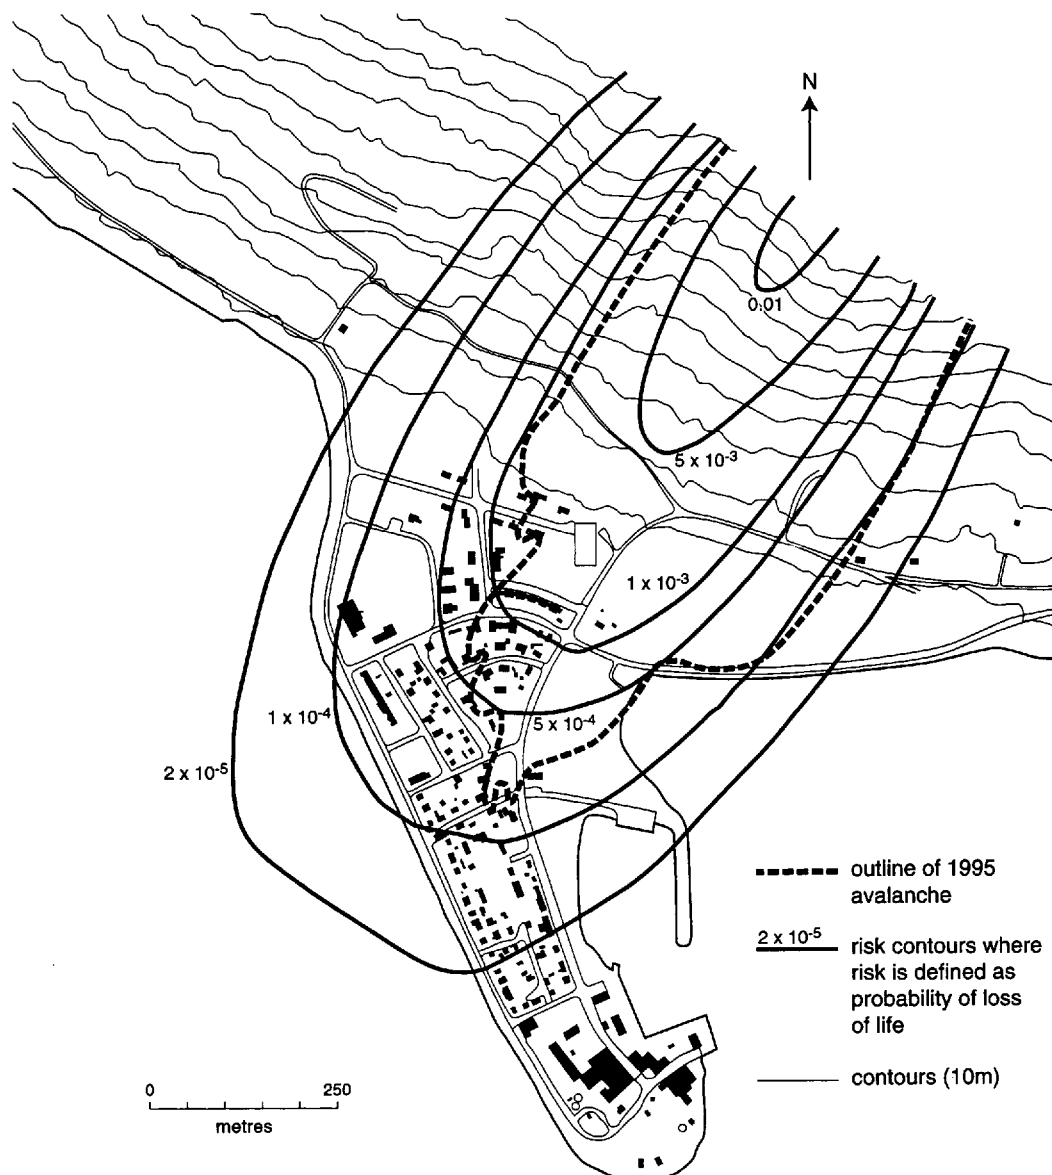 N
0.01
5 x 10-3
1 x 10-3
1 x 10-4
5 x 10-4
2 x 10-5
outline of 1995
avalanche
2 x 10-5
risk contours where
risk is defined as
probability of loss
of life
contours (10m)
0 250
metres